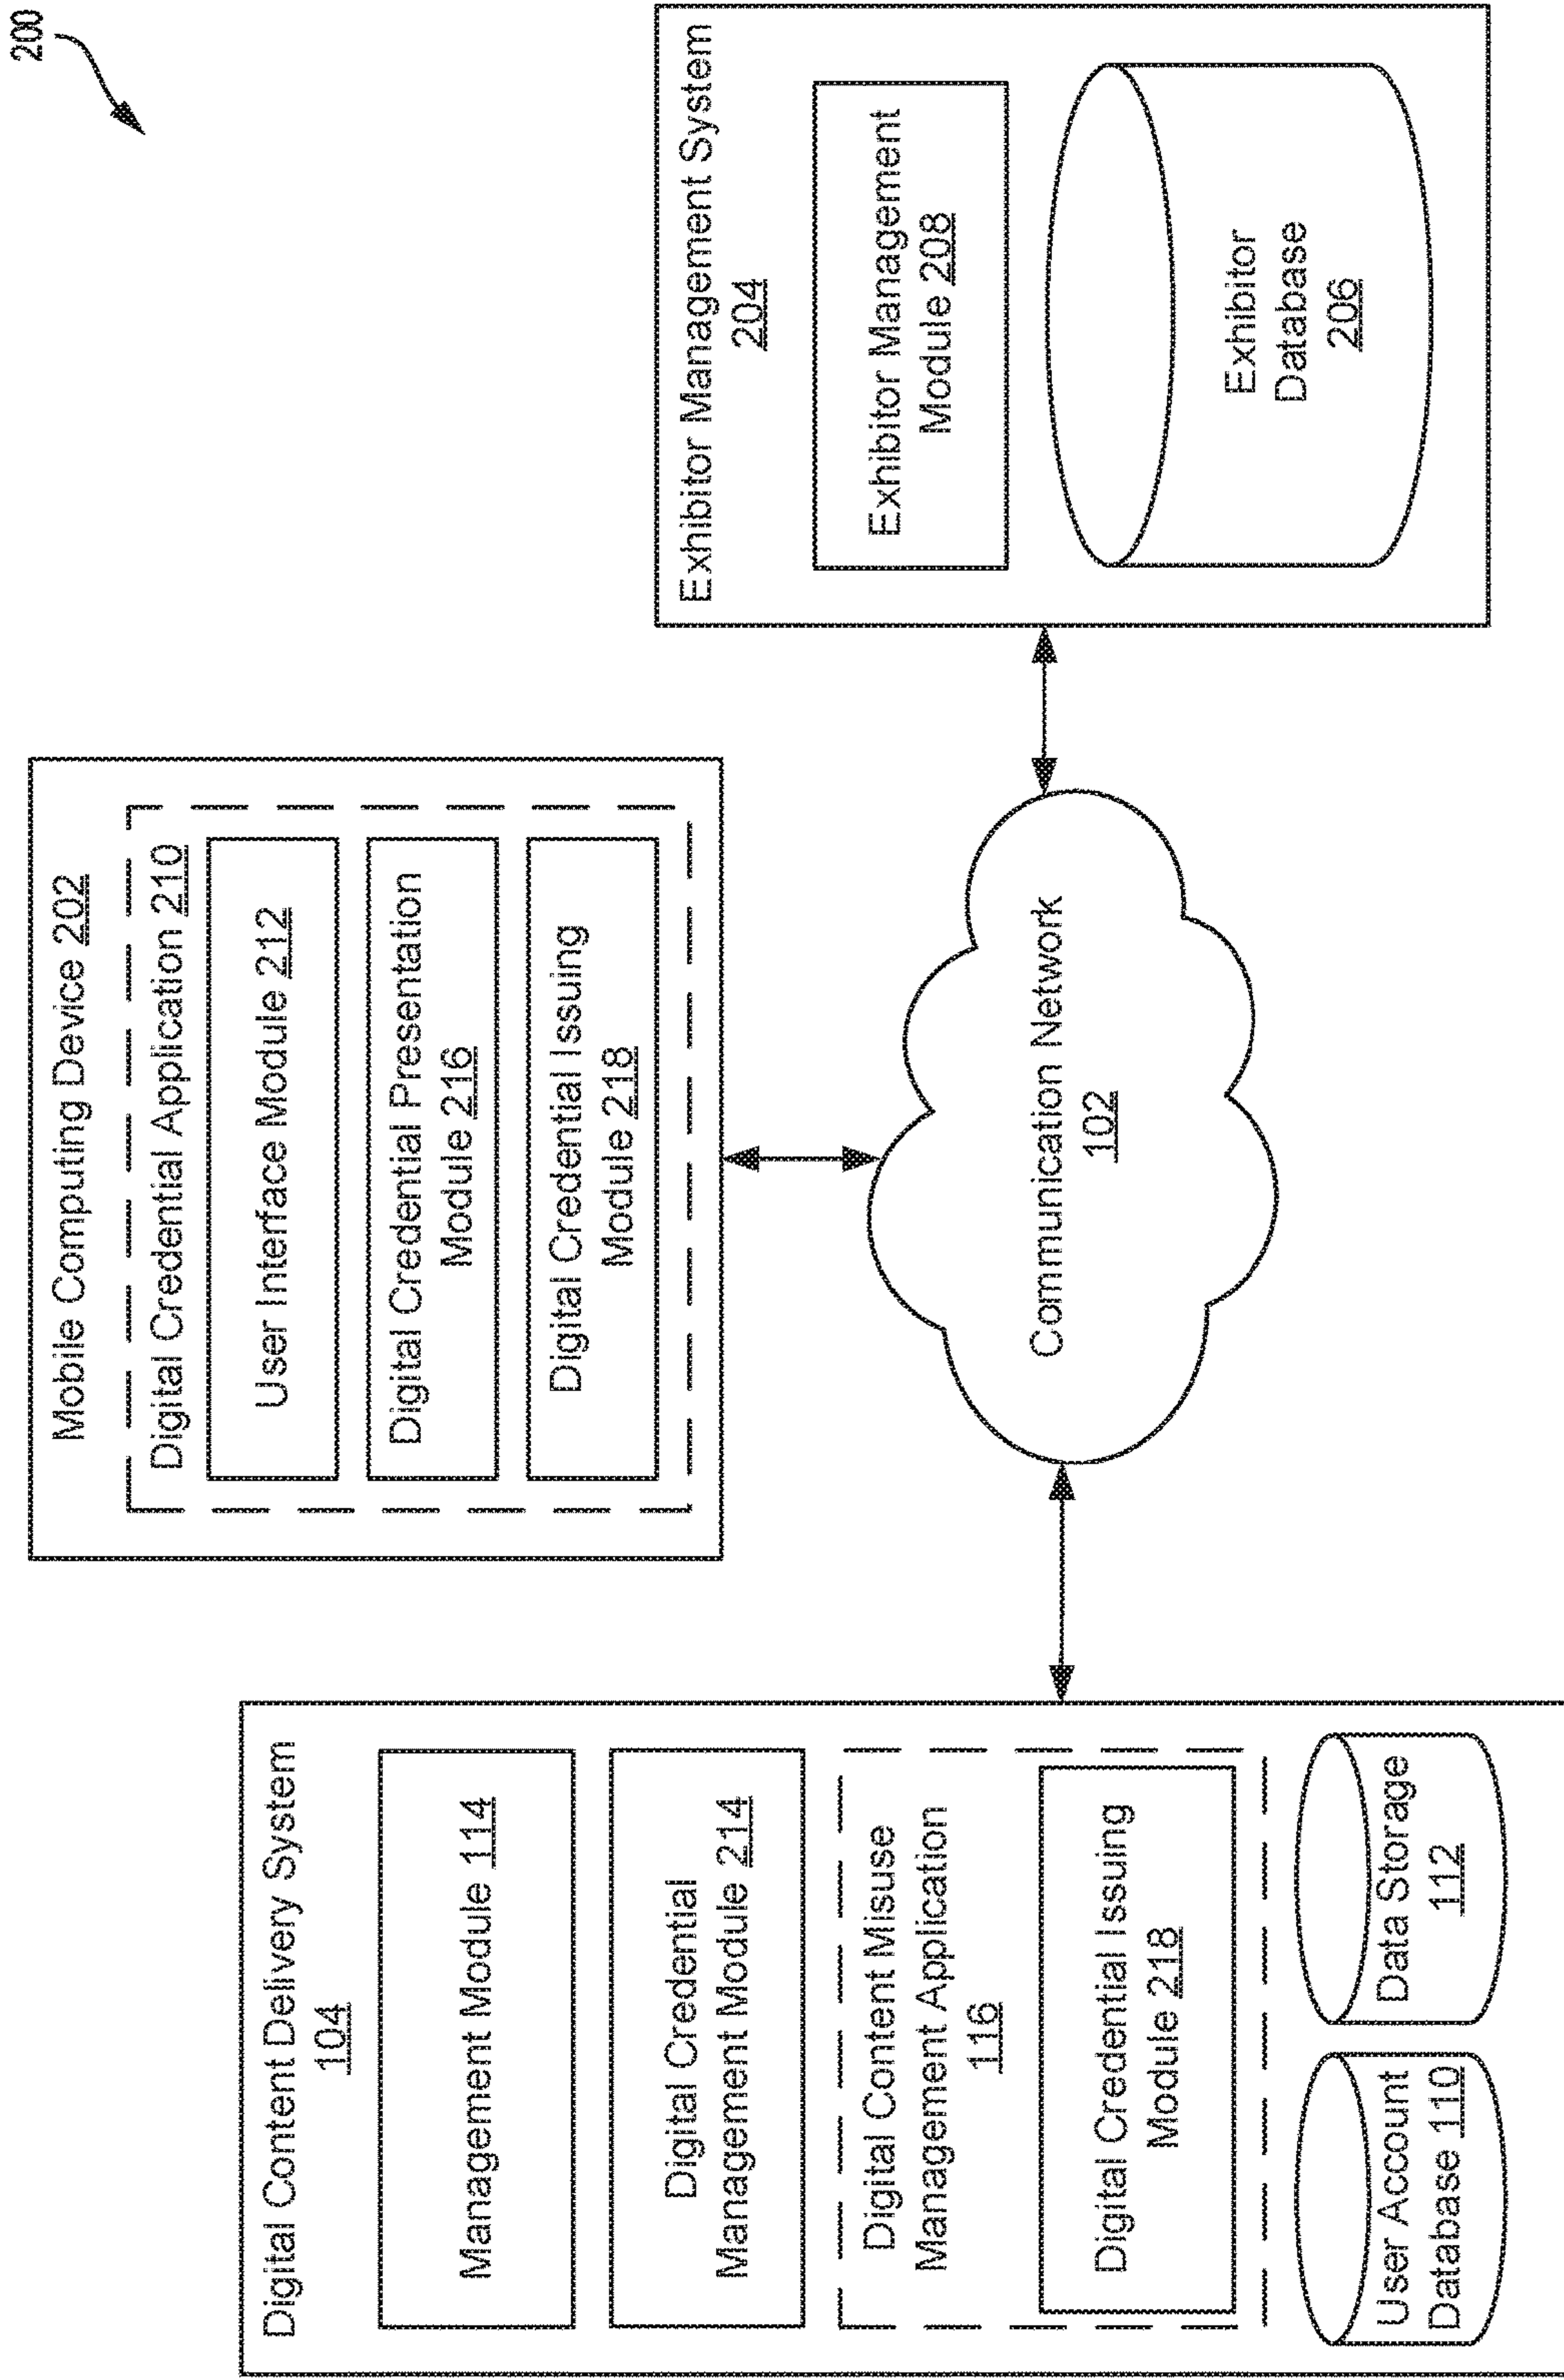 200
Digital Content Delivery System
104
Management Module 114
Digital Credential
Management Module 214
Digital Content Misuse
Management Application
116
Digital Credential Issuing
Module 218
User Account
Database 110
Data Storage
112
Mobile Computing Device 202
Digital Credential Application 210
User Interface Module 212
Digital Credential Presentation
Module 216
Digital Credential Issuing
Module 218
Communication Network
102
Exhibitor Management System
204
Exhibitor Management
Module 208
Exhibitor
Database
206